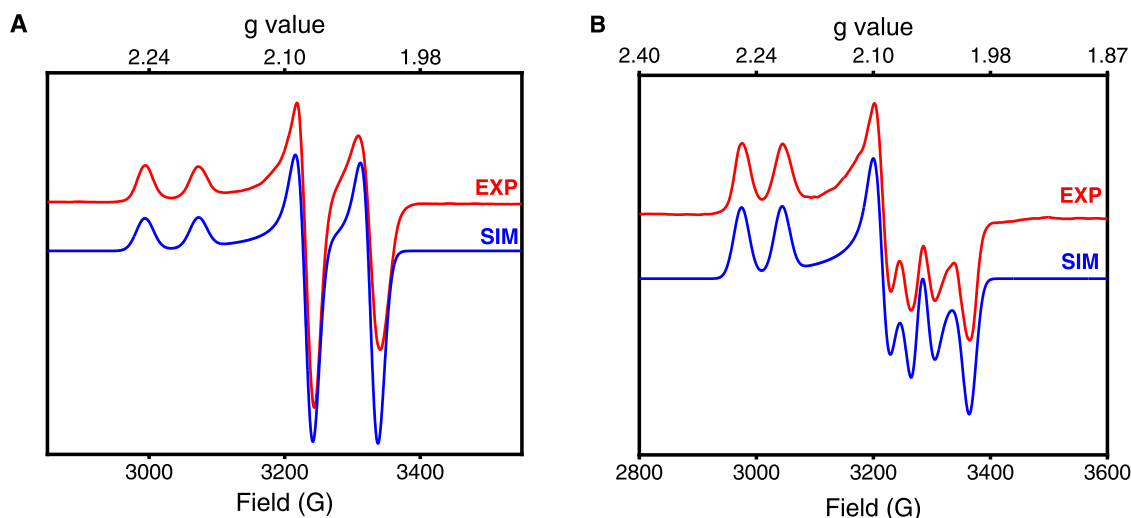 A
g value
2.24 2.10 1.98
EXP
SIM
3000 3200 3400
Field (G)
B
g value
2.40 2.24 2.10 1.98 1.87
EXP
SIM
2800 3000 3200 3400 3600
Field (G)